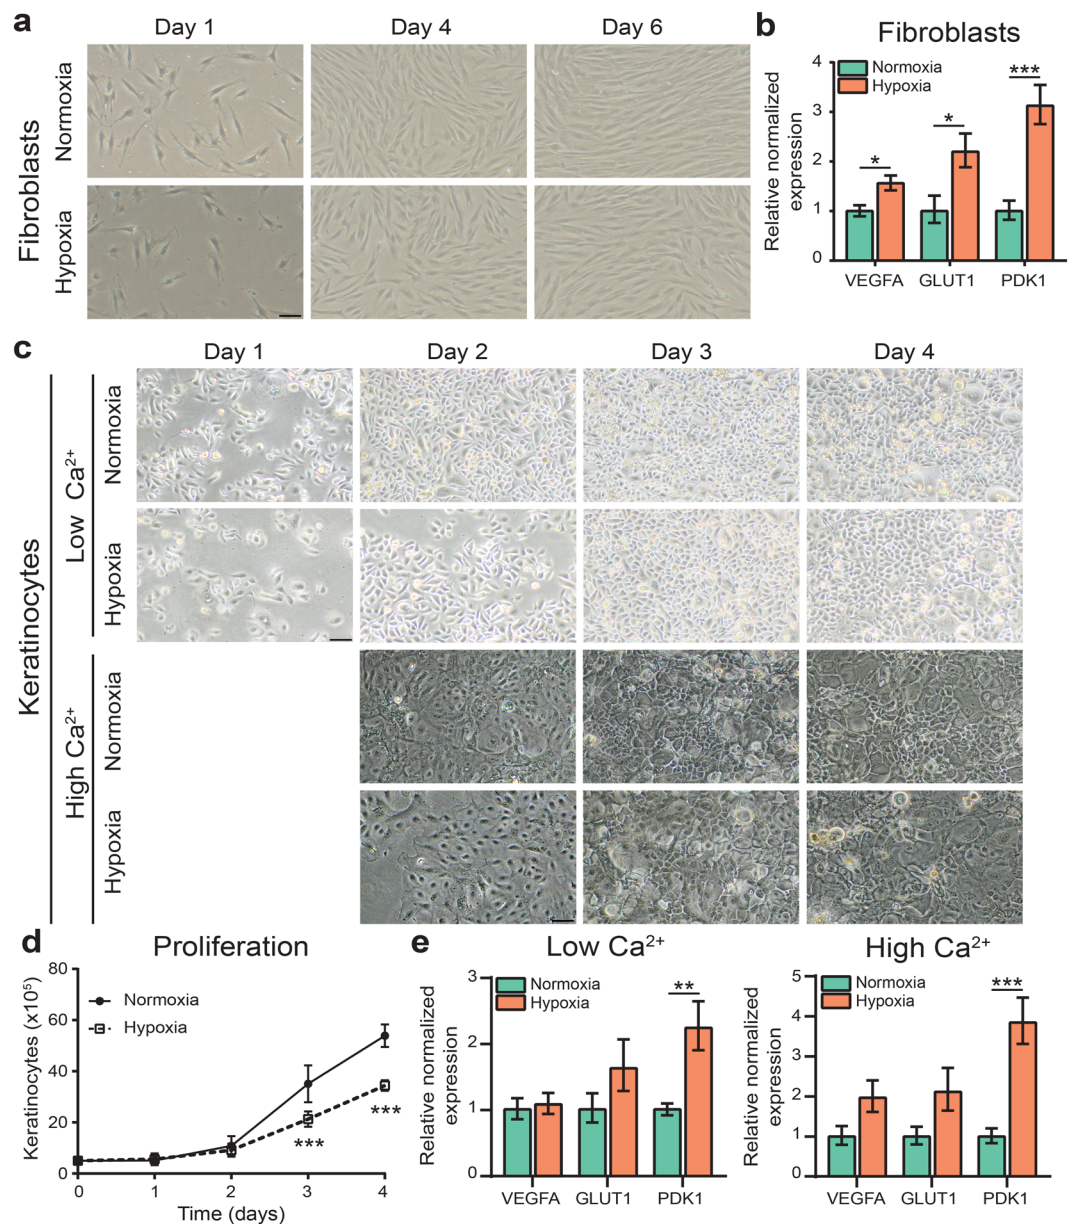 a
Day 1
Day 4
Day 6
Fibroblasts
Normoxia
Hypoxia
b
Fibroblasts
Normoxia
Hypoxia
Relative normalized
expression
4
3
2
1
0
*
*
***
VEGFA
GLUT1
PDK1
c
Day 1
Day 2
Day 3
Day 4
Keratinocytes
Low Ca²⁺
Normoxia
Hypoxia
High Ca²⁺
Normoxia
Hypoxia
d
Proliferation
Keratinocytes (x10⁵)
80
60
40
20
0
Normoxia
Hypoxia
***
***
0
1
2
3
4
Time (days)
e
Low Ca²⁺
Relative normalized
expression
3
2
1
0
Normoxia
Hypoxia
**
VEGFA
GLUT1
PDK1
High Ca²⁺
Relative normalized
expression
5
4
3
2
1
0
Normoxia
Hypoxia
***
VEGFA
GLUT1
PDK1